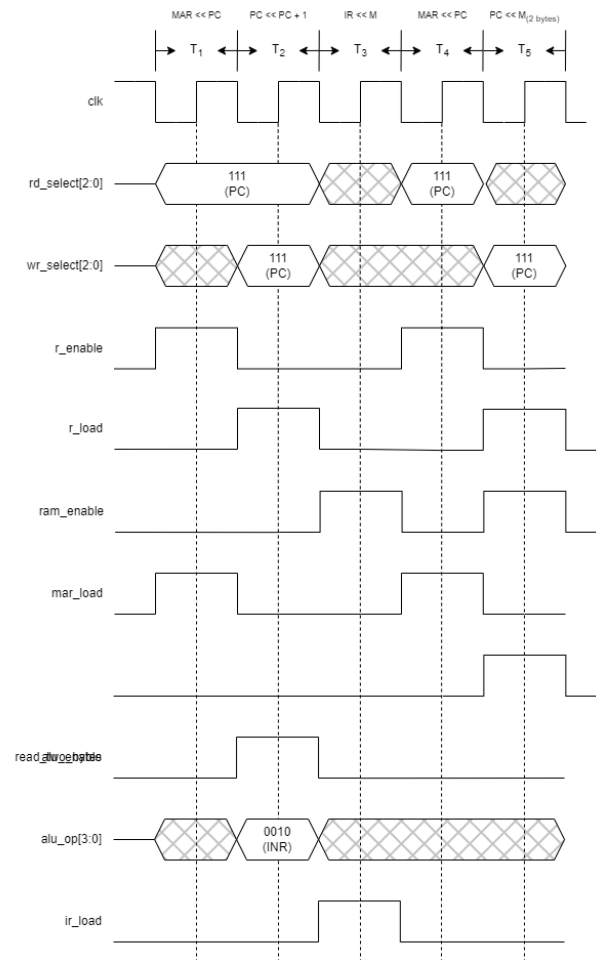 MAR << PC
PC << PC + 1
IR << M
MAR << PC
PC << M(2 bytes)
T1
T2
T3
T4
T5
clk
rd_select[2:0]
111
(PC)
111
(PC)
wr_select[2:0]
111
(PC)
111
(PC)
r_enable
r_load
ram_enable
mar_load
read_two_bytes
alu_enable
alu_op[3:0]
0010
(INR)
ir_load